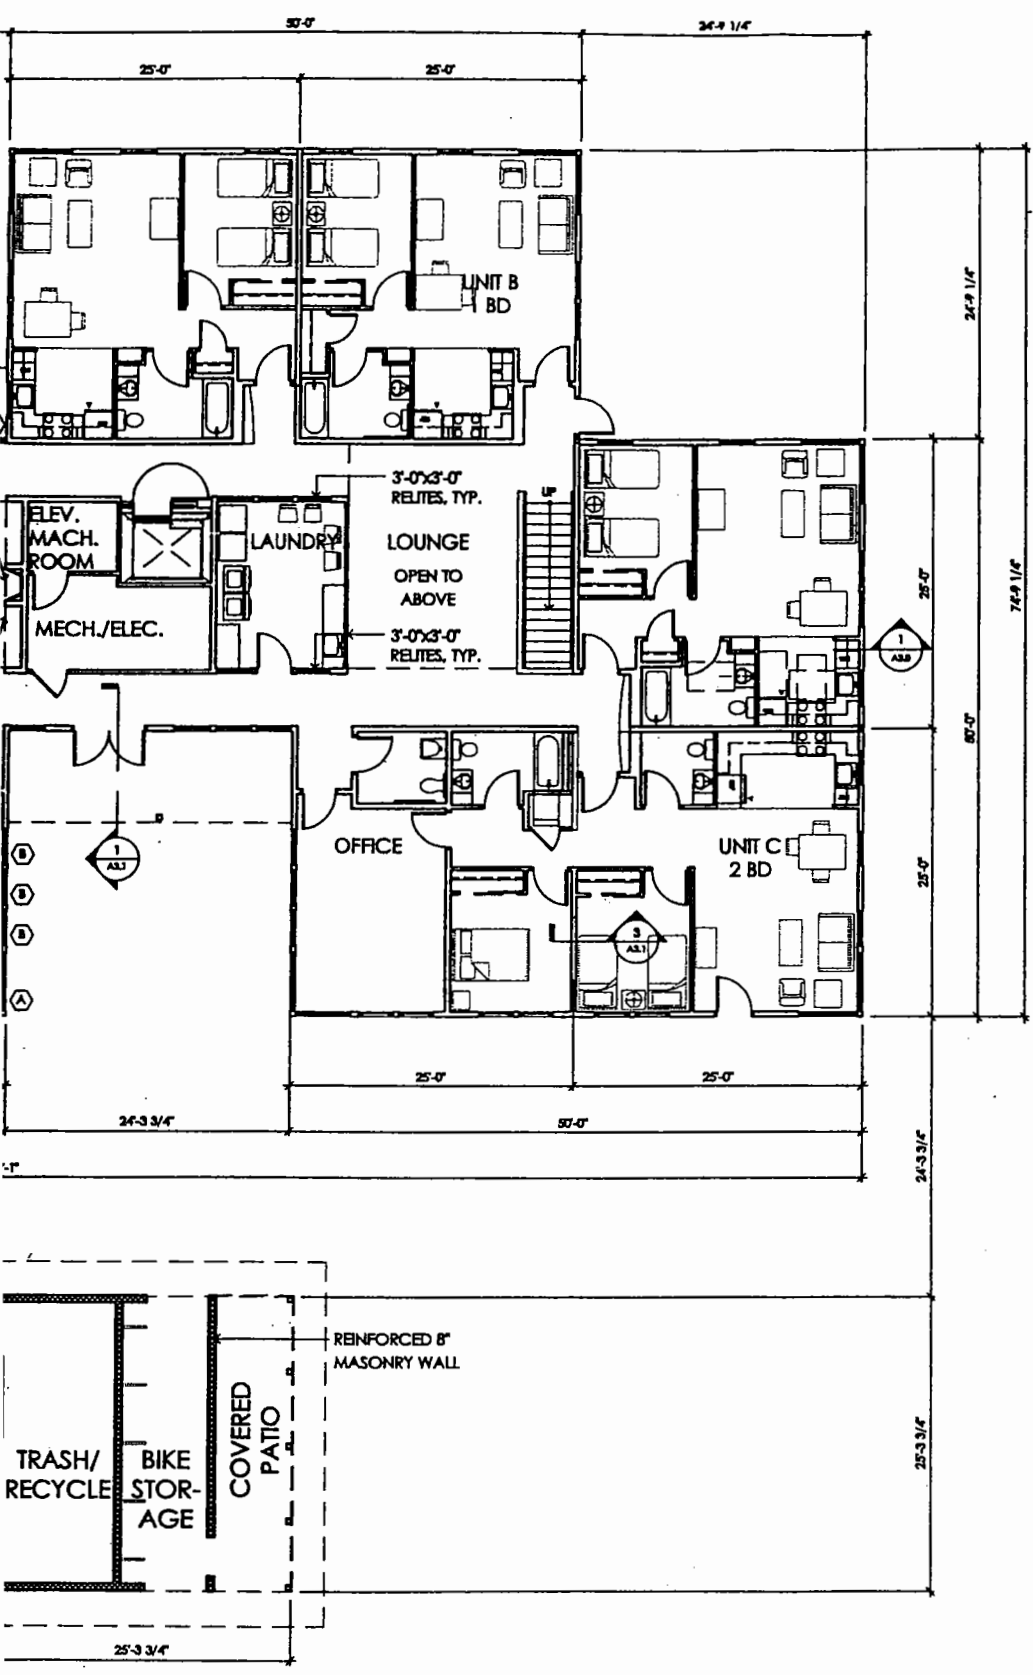 50'-0"
24'-9 1/4"
25'-0"
25'-0"
UNIT B
1 BD
24'-9 1/4"
3'-0"X3'-0"
RELITES, TYP.
UP
ELEV.
MACH.
ROOM
LAUNDRY
LOUNGE
OPEN TO
ABOVE
25'-0"
74'-9 1/4"
MECH./ELEC.
3'-0"X3'-0"
RELITES, TYP.
1
50'-0"
OFFICE
UNIT C
2 BD
1
A3.1
B
B
B
A
25'-0"
3
A3.1
25'-0"
25'-0"
24'-3 3/4"
50'-0"
24'-3 3/4"
'-1"
REINFORCED 8"
MASONRY WALL
COVERED
PATIO
TRASH/
RECYCLE
BIKE
STOR-
AGE
25'-3 3/4"
25'-3 3/4"